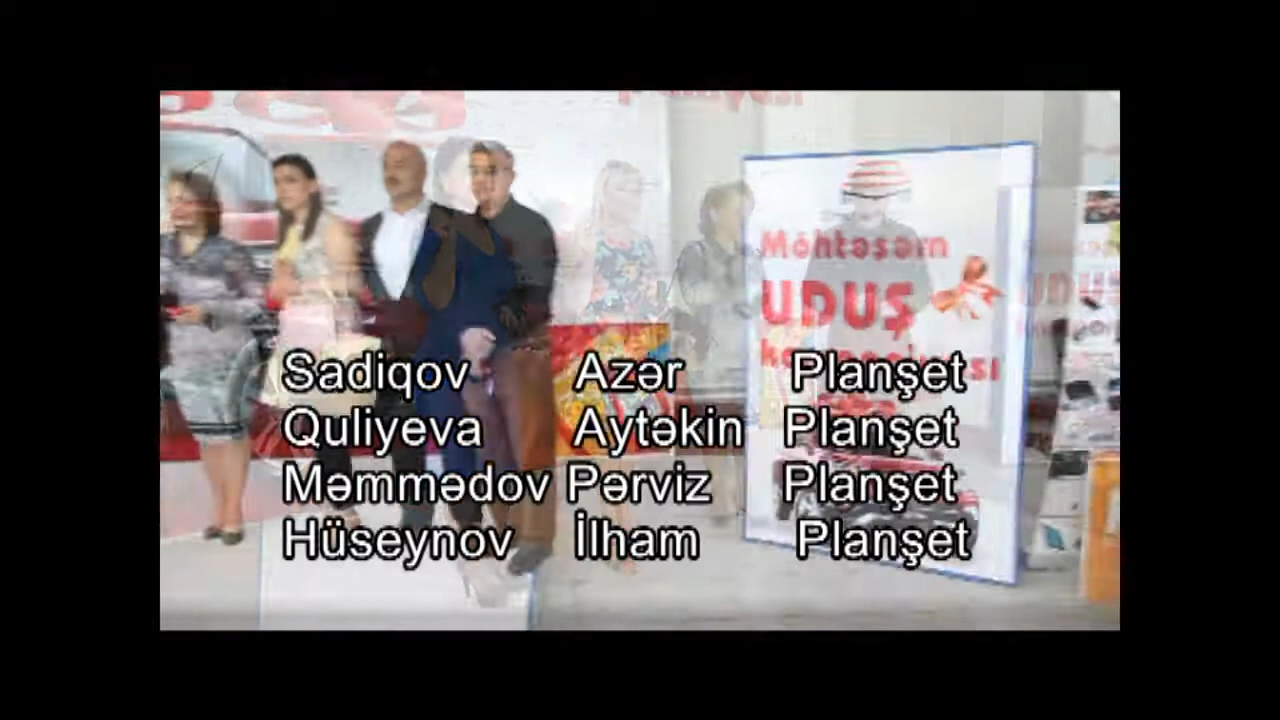 Möhtəşəm
UDUŞ
Sadiqov Azər Planşet
Quliyeva Aytəkin Planşet
Məmmədov Pərviz Planşet
Hüseynov İlham Planşet